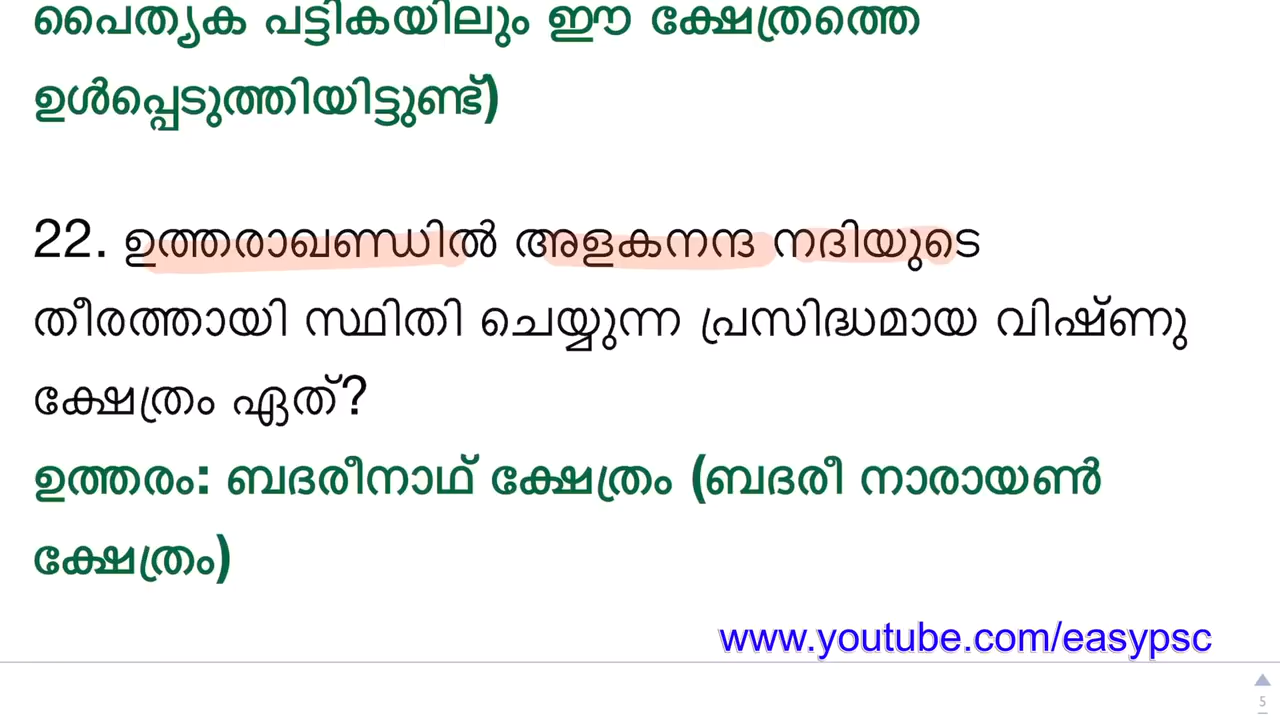 പൈതൃക പട്ടികയിലും ഈ ക്ഷേത്രത്തെ
ഉൾപ്പെടുത്തിയിട്ടുണ്ട്)
22. ഉത്തരാഖണ്ഡിൽ അളകനന്ദ നദിയുടെ
തീരത്തായി സ്ഥിതി ചെയ്യുന്ന പ്രസിദ്ധമായ വിഷ്ണു
ക്ഷേത്രം ഏത്?
ഉത്തരം: ബദരീനാഥ് ക്ഷേത്രം (ബദരീ നാരായൺ
ക്ഷേത്രം)
www.youtube.com/easypsc
5